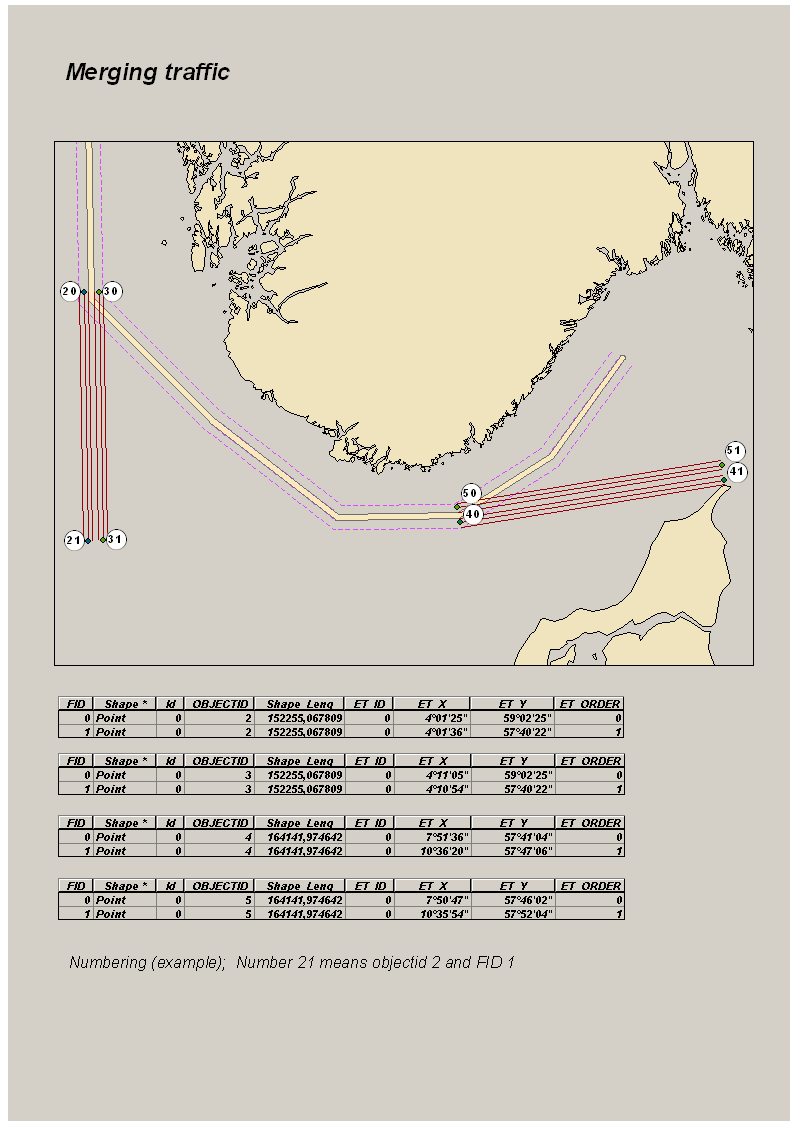 Merging traffic
20
30
21
31
50
40
51
41
FID Shape * Id OBJECTID Shape_Leng ET_ID ET_X ET_Y ET_ORDER
0 Point 0 2 152255,067809 0 4°01'25" 59°02'25" 0
1 Point 0 2 152255,067809 0 4°01'36" 57°40'22" 1
FID Shape * Id OBJECTID Shape_Leng ET_ID ET_X ET_Y ET_ORDER
0 Point 0 3 152255,067809 0 4°11'05" 59°02'25" 0
1 Point 0 3 152255,067809 0 4°10'54" 57°40'22" 1
FID Shape * Id OBJECTID Shape_Leng ET_ID ET_X ET_Y ET_ORDER
0 Point 0 4 164141,974642 0 7°51'36" 57°41'04" 0
1 Point 0 4 164141,974642 0 10°36'20" 57°47'06" 1
FID Shape * Id OBJECTID Shape_Leng ET_ID ET_X ET_Y ET_ORDER
0 Point 0 5 164141,974642 0 7°50'47" 57°46'02" 0
1 Point 0 5 164141,974642 0 10°35'54" 57°52'04" 1
Numbering (example); Number 21 means objectid 2 and FID 1